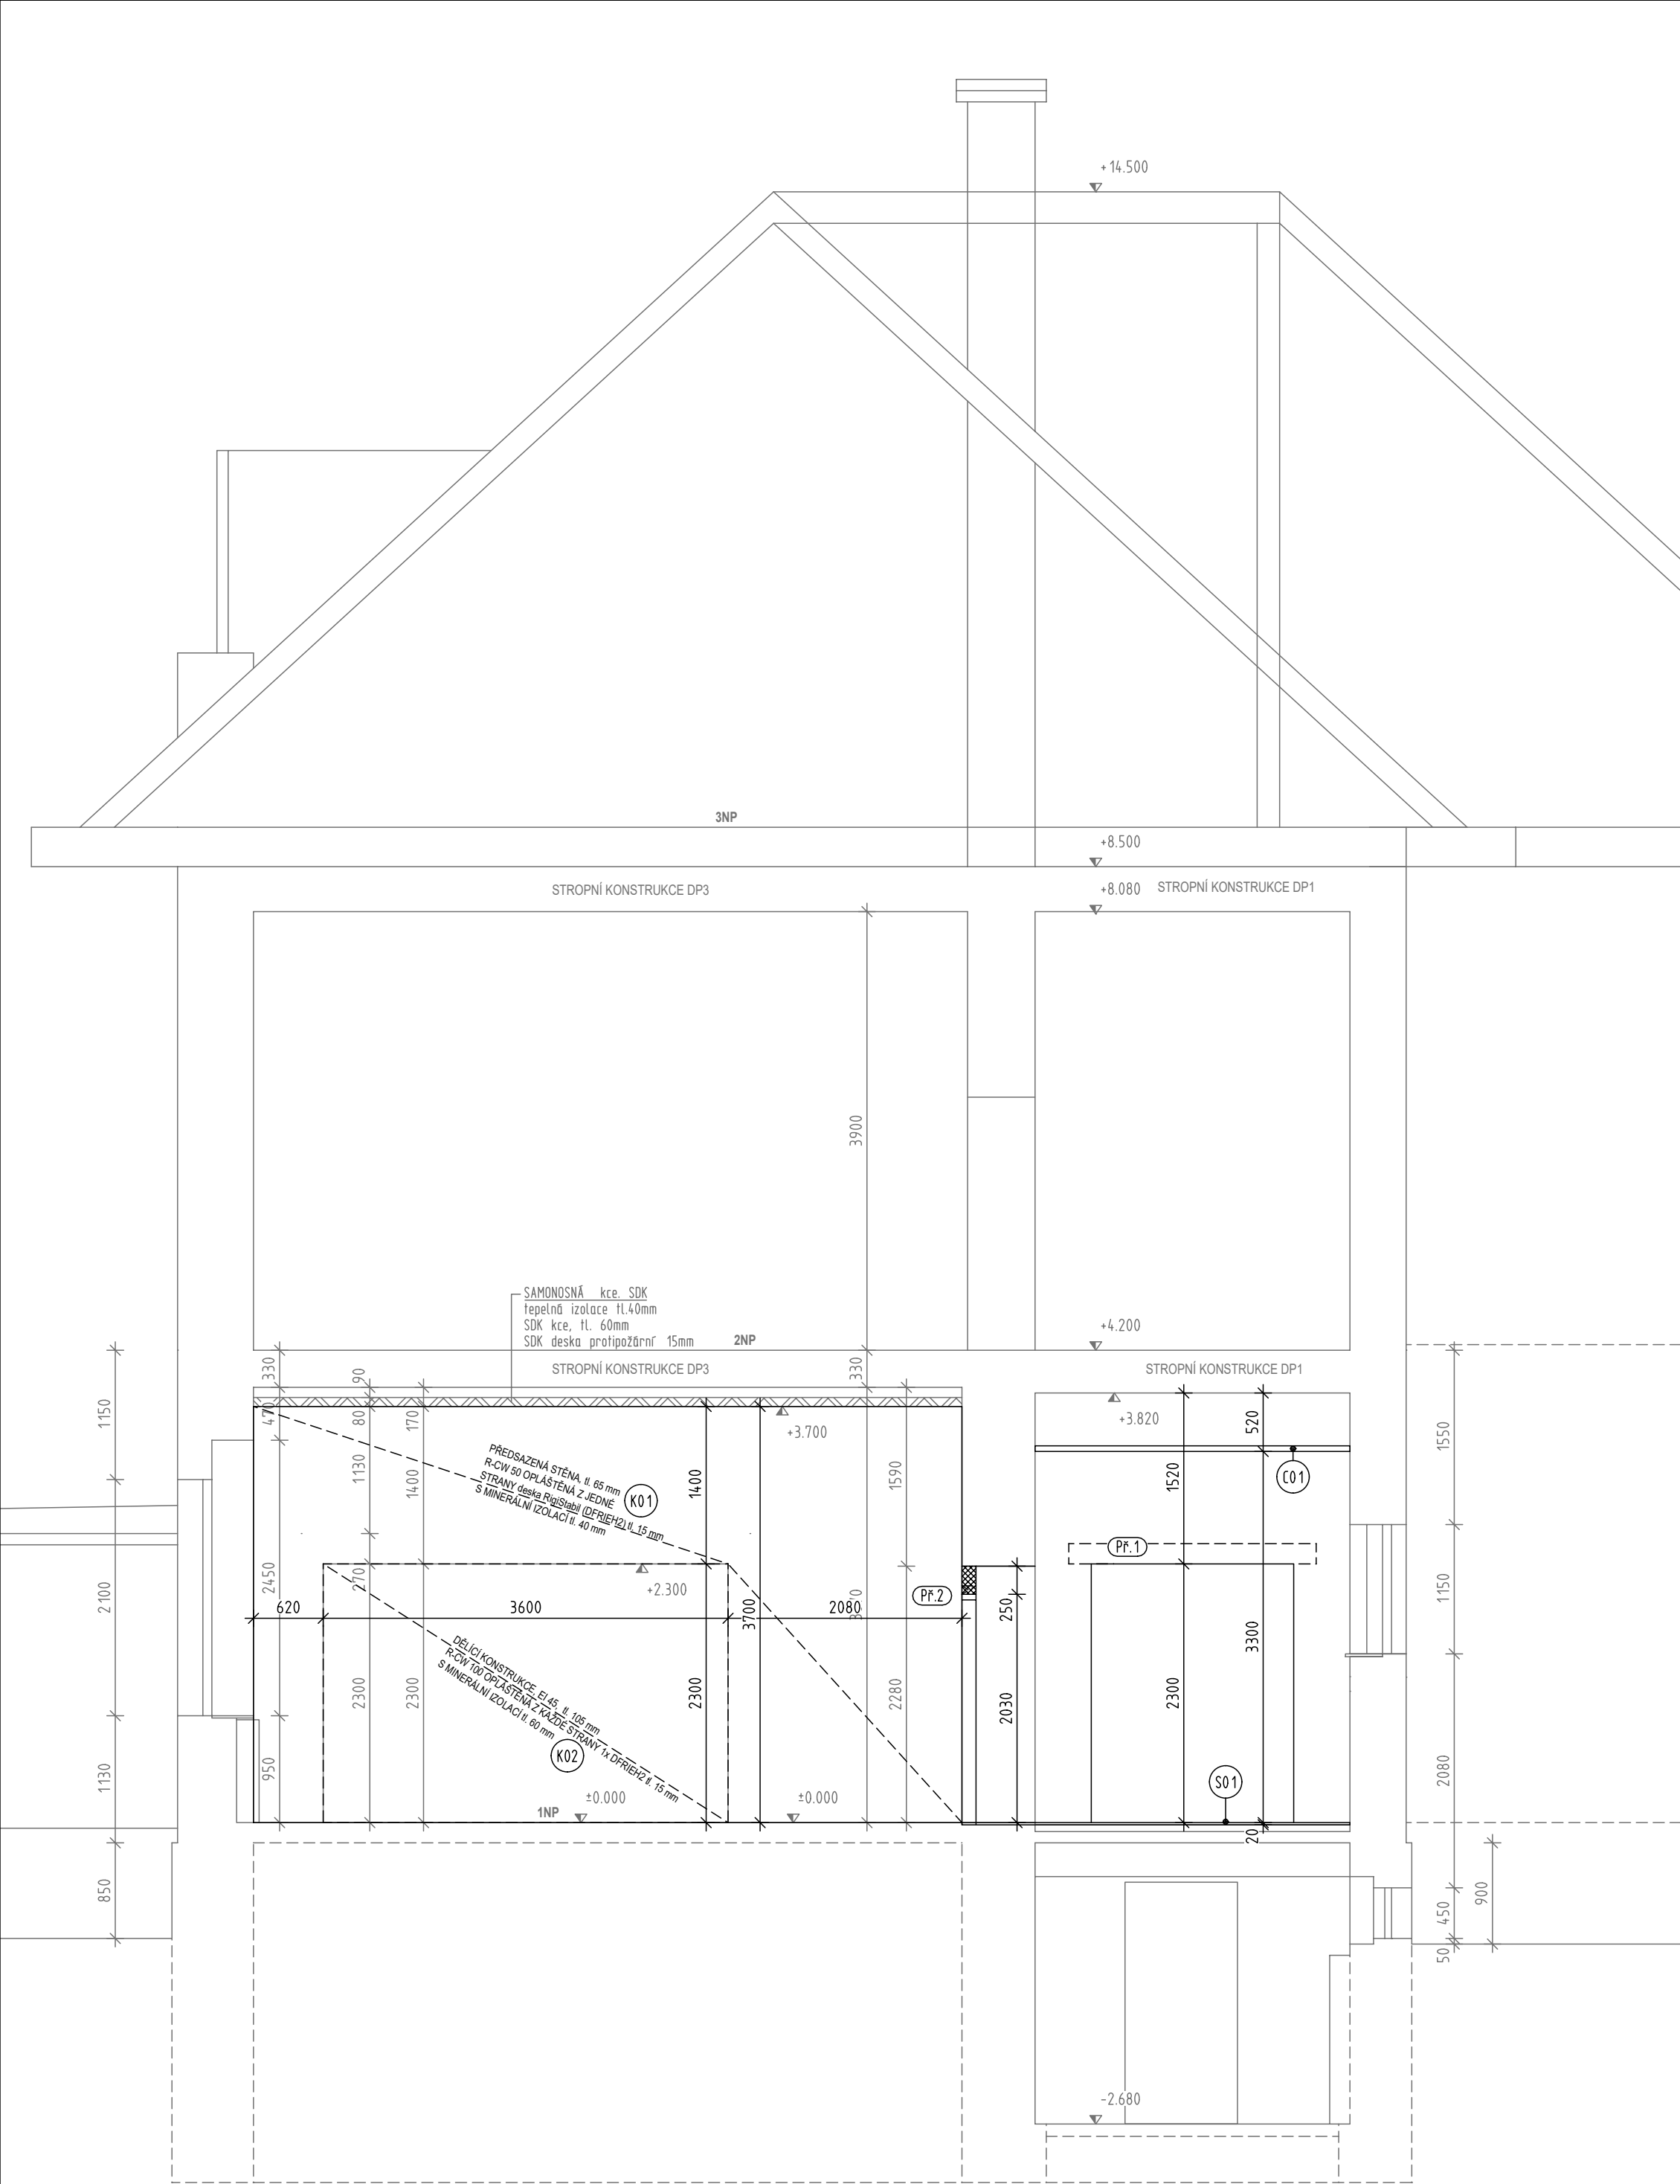 +14.500
3NP
+8.500
STROPNÍ KONSTRUKCE DP3
+8.080
STROPNÍ KONSTRUKCE DP1
3900
SAMONOSNÁ kce. SDK
tepelná izolace tl.40mm
SDK kce, tl. 60mm
SDK deska protipožární 15mm
2NP
+4.200
STROPNÍ KONSTRUKCE DP3
STROPNÍ KONSTRUKCE DP1
330
90
330
1150
470
80
170
+3.700
+3.820
520
1550
PŘEDSAZENÁ STĚNA, tl. 65 mm
R-CW 50 OPLÁŠTĚNÁ Z JEDNÉ
STRANY deska RigiStabil (DFRIEH2) tl. 15 mm
S MINERÁLNÍ IZOLACÍ tl. 40 mm
K01
1130
1400
1400
1590
1520
C01
2100
2450
270
+2.300
Př.1
Př.2
1150
620
3600
3700
2080
250
3300
DĚLÍCÍ KONSTRUKCE, EI 45, tl. 105 mm
R-CW 100 OPLÁŠTĚNÁ Z KAŽDÉ STRANY 1x DFRIEH2 tl. 15 mm
S MINERÁLNÍ IZOLACÍ tl. 60 mm
K02
2300
2300
2300
2280
2030
2300
S01
2080
1130
950
±0.000
±0.000
1NP
20
850
450
900
50
-2.680